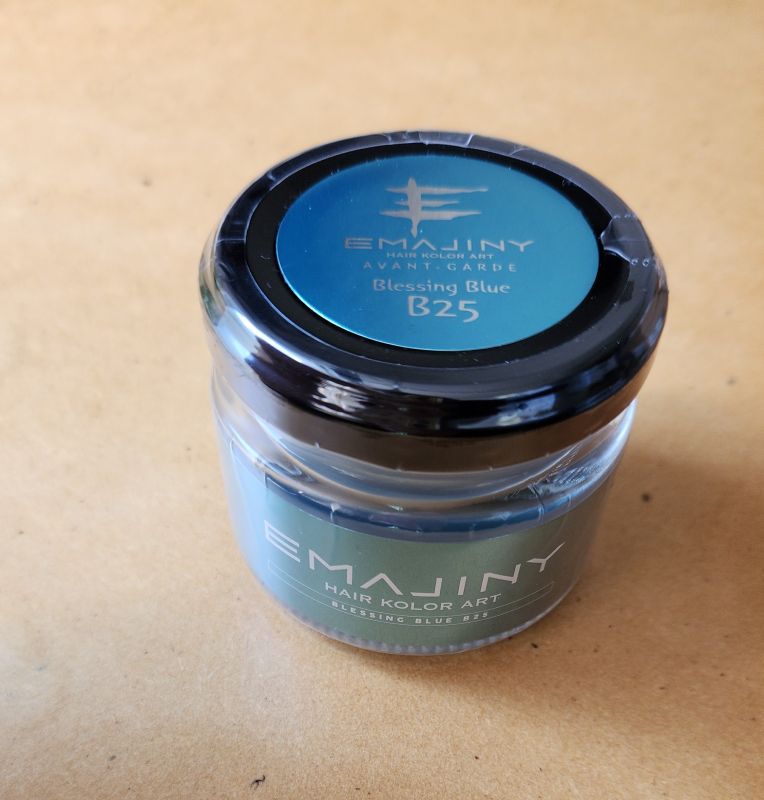 EMAJINY
HAIR KOLOR ART
AVANT-GARDE
Blessing Blue
B25
EMAJINY
HAIR KOLOR ART
BLESSING BLUE B25